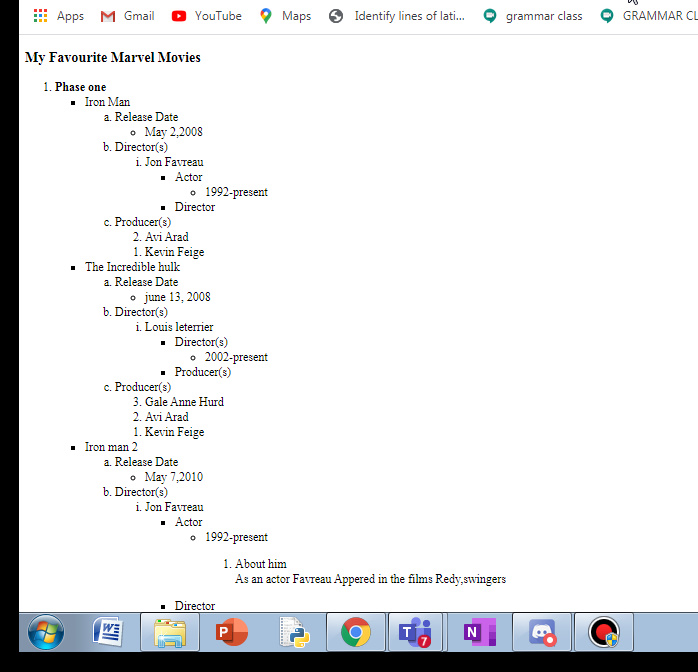 Apps Gmail YouTube Maps Identify lines of lati... grammar class GRAMMAR CL
My Favourite Marvel Movies
1. Phase one
▪ Iron Man
a. Release Date
o May 2,2008
b. Director(s)
i. Jon Favreau
▪ Actor
o 1992-present
▪ Director
c. Producer(s)
2. Avi Arad
1. Kevin Feige
▪ The Incredible hulk
a. Release Date
o june 13, 2008
b. Director(s)
i. Louis leterrier
▪ Director(s)
o 2002-present
▪ Producer(s)
c. Producer(s)
3. Gale Anne Hurd
2. Avi Arad
1. Kevin Feige
▪ Iron man 2
a. Release Date
o May 7,2010
b. Director(s)
i. Jon Favreau
▪ Actor
o 1992-present
1. About him
As an actor Favreau Appered in the films Redy,swingers
▪ Director
W P T 7 N